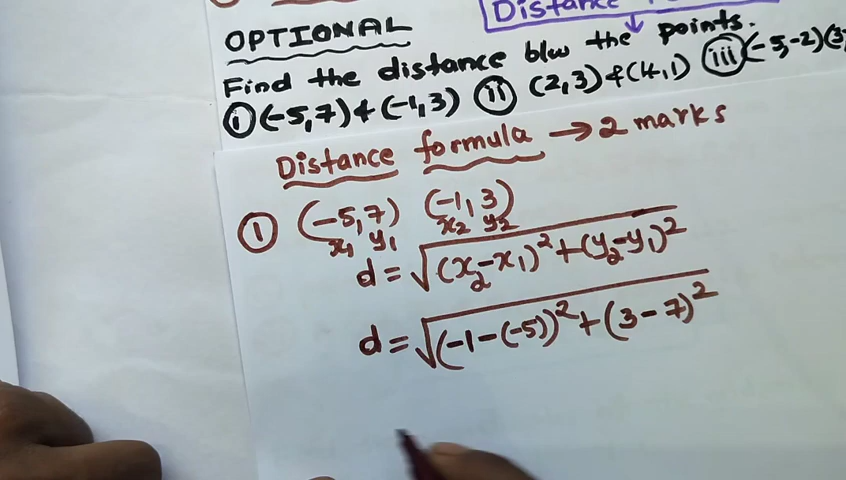 Distance
OPTIONAL
Find the distance b/w the points.
(i) (-5,7) & (-1,3) (ii) (2,3) & (4,1) (iii) (-5,-2) (3,
Distance formula → 2 marks
(1) (-5,7) (-1,3)
x₁ y₁ x₂ y₂
d = √(x₂-x₁)² + (y₂-y₁)²
d = √(-1-(-5))² + (3-7)²